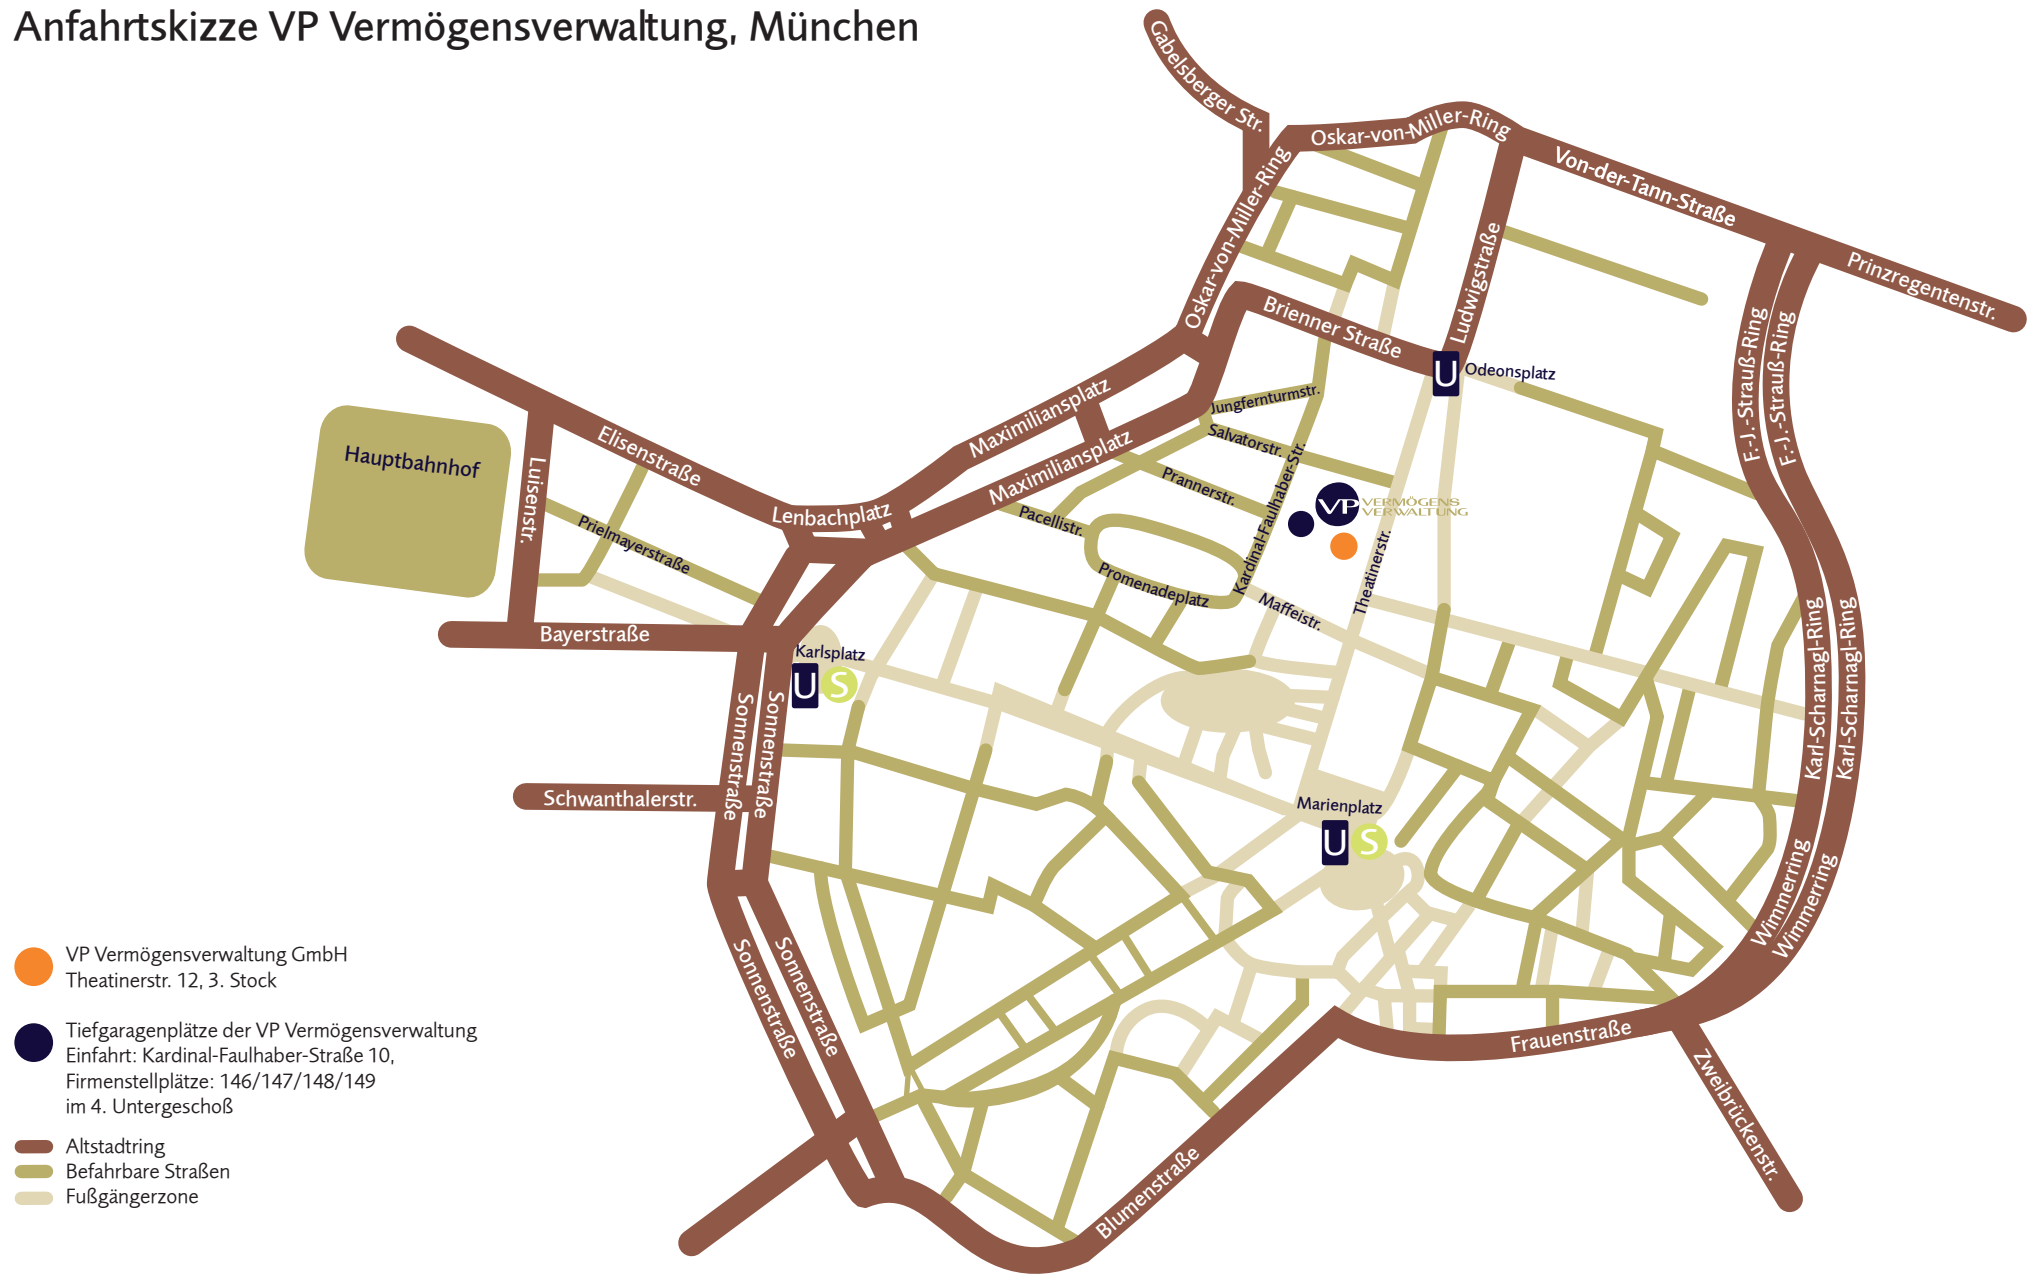 Anfahrtskizze VP Vermögensverwaltung, München
Gabelsberger Str.
Oskar-von-Miller-Ring
Oskar-von-Miller-Ring
Von-der-Tann-Straße
Prinzregentenstr.
Ludwigstraße
Brienner Straße
U
Odeonsplatz
F.-J.-Strauß-Ring
F.-J.-Strauß-Ring
Hauptbahnhof
Elisenstraße
Luisenstr.
Prielmayerstraße
Bayerstraße
Lenbachplatz
Maximiliansplatz
Maximiliansplatz
Jungfernturmstr.
Salvatorstr.
Prannerstr.
Pacellistr.
Promenadeplatz
Kardinal-Faulhaber-Str.
VP
VERMÖGENS
VERWALTUNG
Theatinerstr.
Maffeistr.
Karlsplatz
U S
Sonnenstraße
Sonnenstraße
Schwanthalerstr.
Marienplatz
U S
Karl-Scharnagl-Ring
Karl-Scharnagl-Ring
Wimmerring
Wimmerring
Sonnenstraße
Sonnenstraße
Frauenstraße
Zweibrückenstr.
Blumenstraße
VP Vermögensverwaltung GmbH
Theatinerstr. 12, 3. Stock
Tiefgaragenplätze der VP Vermögensverwaltung
Einfahrt: Kardinal-Faulhaber-Straße 10,
Firmenstellplätze: 146/147/148/149
im 4. Untergeschoß
Altstadtring
Befahrbare Straßen
Fußgängerzone